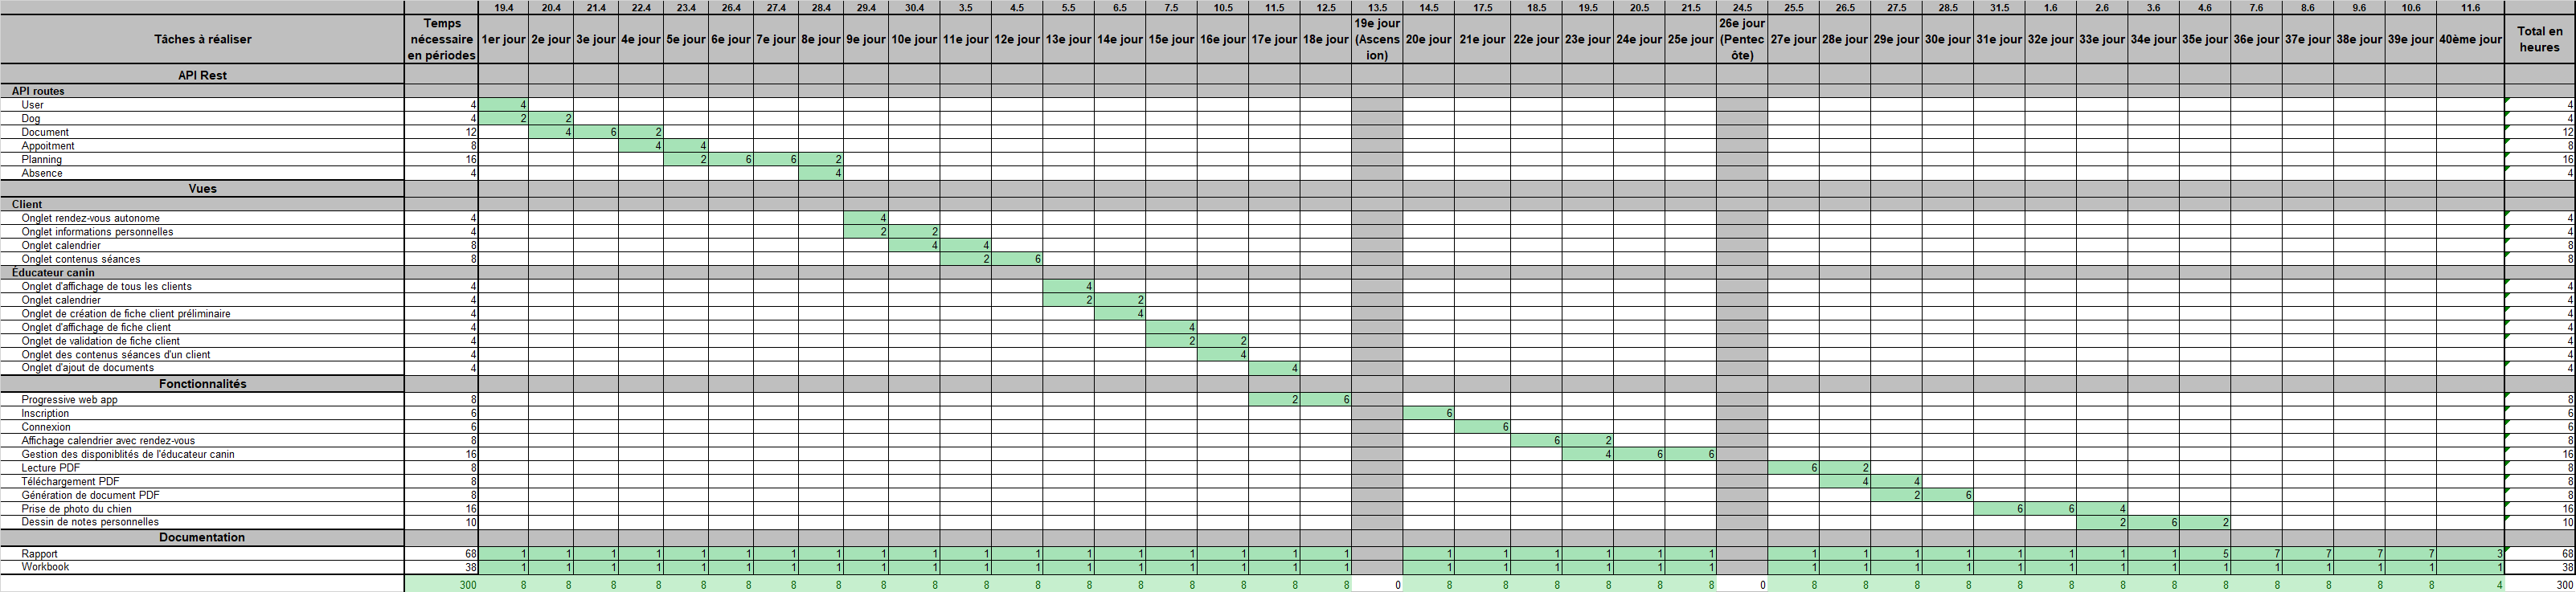 19.4 20.4 21.4 22.4 23.4 26.4 27.4 28.4 29.4 30.4 3.5 4.5 5.5 6.5 7.5 10.5 11.5 12.5 13.5 14.5 17.5 18.5 19.5 20.5 21.5 24.5 25.5 26.5 27.5 28.5 31.5 1.6 2.6 3.6 4.6 7.6 8.6 9.6 10.6 11.6
Tâches à réaliser Temps nécessaire en périodes 1er jour 2e jour 3e jour 4e jour 5e jour 6e jour 7e jour 8e jour 9e jour 10e jour 11e jour 12e jour 13e jour 14e jour 15e jour 16e jour 17e jour 18e jour 19e jour (Ascens ion) 20e jour 21e jour 22e jour 23e jour 24e jour 25e jour 26e jour (Pentec ôte) 27e jour 28e jour 29e jour 30e jour 31e jour 32e jour 33e jour 34e jour 35e jour 36e jour 37e jour 38e jour 39e jour 40ème jour Total en heures
API Rest
API routes
User 4 4 4
Dog 4 2 2 4
Document 12 4 6 2 12
Appoitment 8 4 4 8
Planning 16 2 6 6 2 16
Absence 4 4 4
Vues
Client
Onglet rendez-vous autonome 4 4 4
Onglet informations personnelles 4 2 2 4
Onglet calendrier 8 4 4 8
Onglet contenus séances 8 2 6 8
Éducateur canin
Onglet d'affichage de tous les clients 4 4 4
Onglet calendrier 4 2 2 4
Onglet de création de fiche client préliminaire 4 4 4
Onglet d'affichage de fiche client 4 4 4
Onglet de validation de fiche client 4 2 2 4
Onglet des contenus séances d'un client 4 4 4
Onglet d'ajout de documents 4 4 4
Fonctionnalités
Progressive web app 8 2 6 8
Inscription 6 6 6
Connexion 6 6 6
Affichage calendrier avec rendez-vous 8 6 2 8
Gestion des disponiblités de l'éducateur canin 16 4 6 6 16
Lecture PDF 8 6 2 8
Téléchargement PDF 8 4 4 8
Génération de document PDF 8 2 6 8
Prise de photo du chien 16 6 6 4 16
Dessin de notes personnelles 10 2 6 2 10
Documentation
Rapport 68 1 1 1 1 1 1 1 1 1 1 1 1 1 1 1 1 1 1 1 1 1 1 1 1 1 1 1 1 1 1 1 1 5 7 7 7 7 3 68
Workbook 38 1 1 1 1 1 1 1 1 1 1 1 1 1 1 1 1 1 1 1 1 1 1 1 1 1 1 1 1 1 1 1 1 1 1 1 1 1 1 38
300 8 8 8 8 8 8 8 8 8 8 8 8 8 8 8 8 8 8 0 8 8 8 8 8 8 0 8 8 8 8 8 8 8 8 8 8 8 8 8 4 300